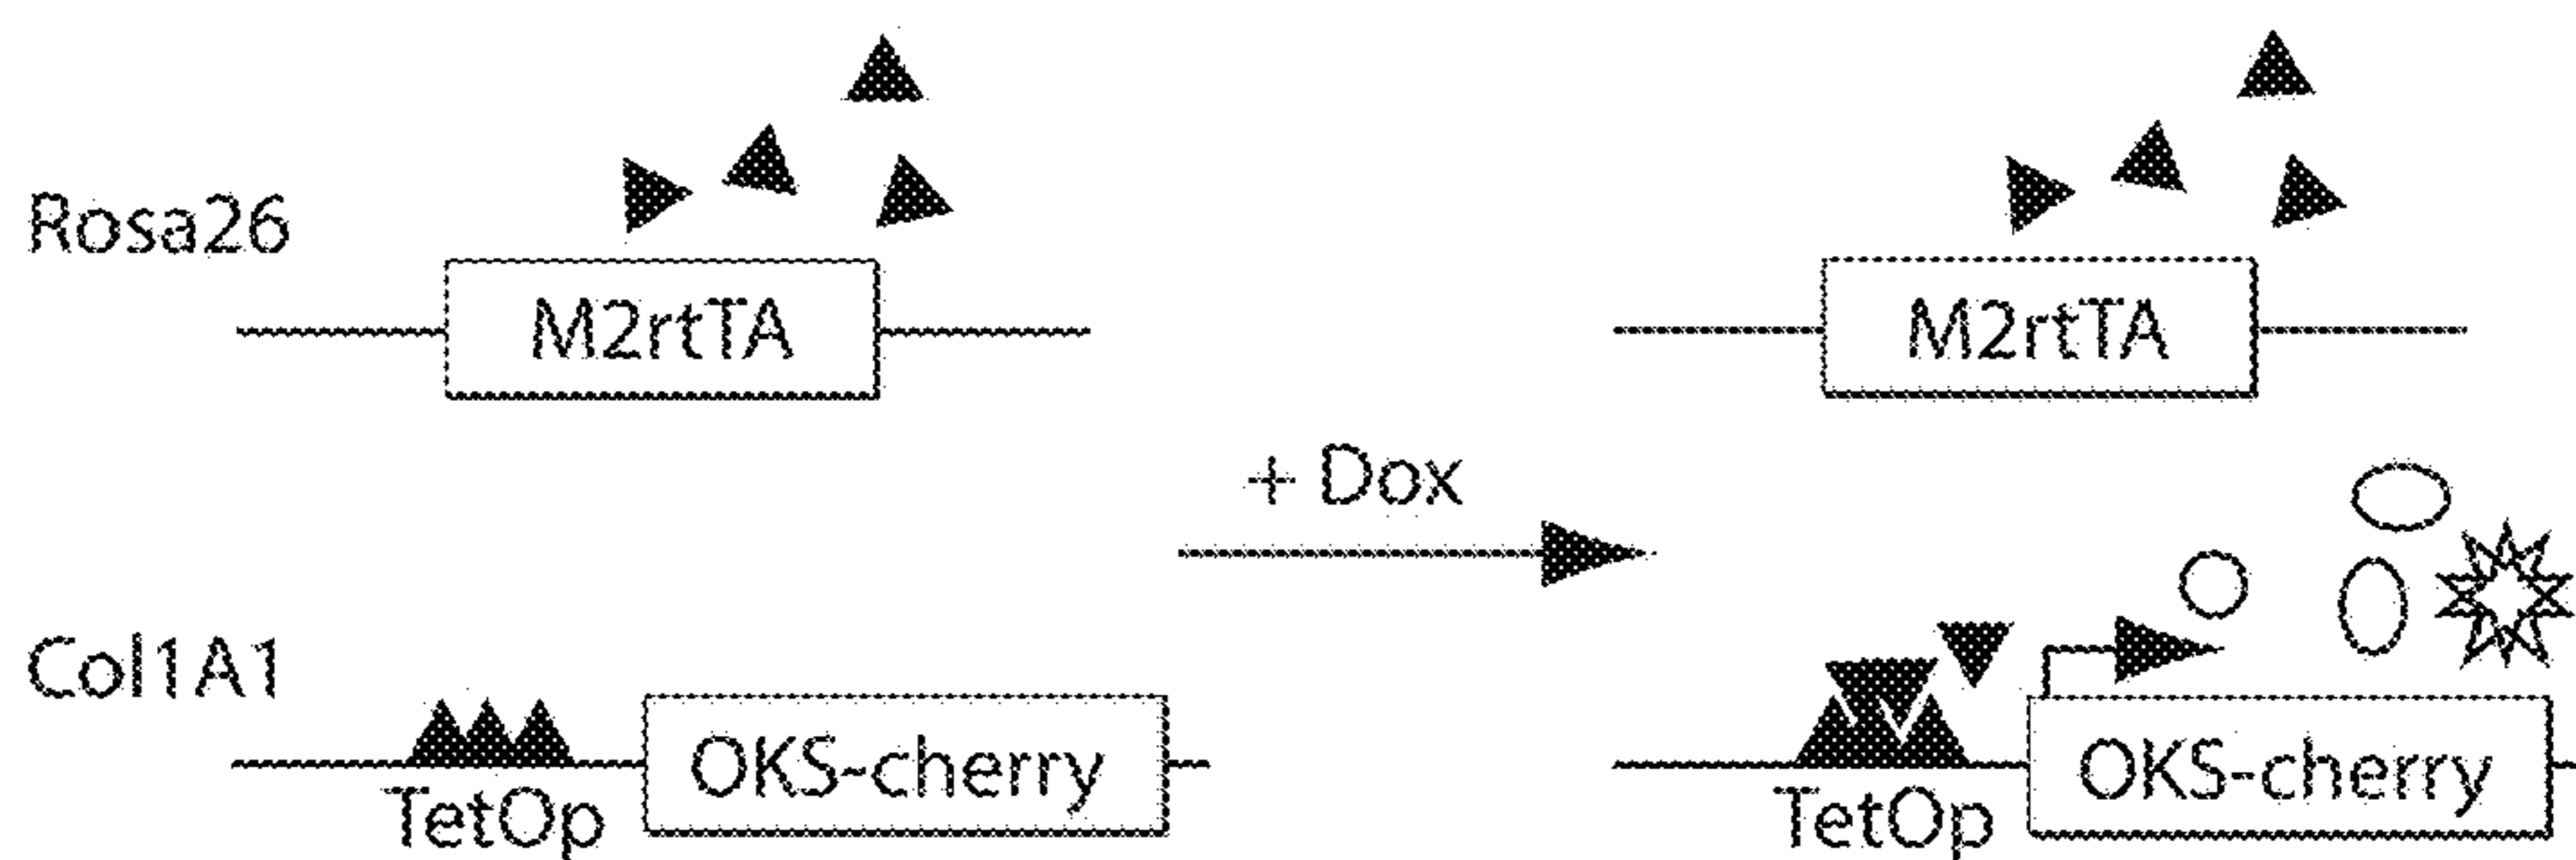 Rosa26
M2rtTA
M2rtTA
+ Dox
Col1A1
OKS-cherry
TetOp
OKS-cherry
TetOp